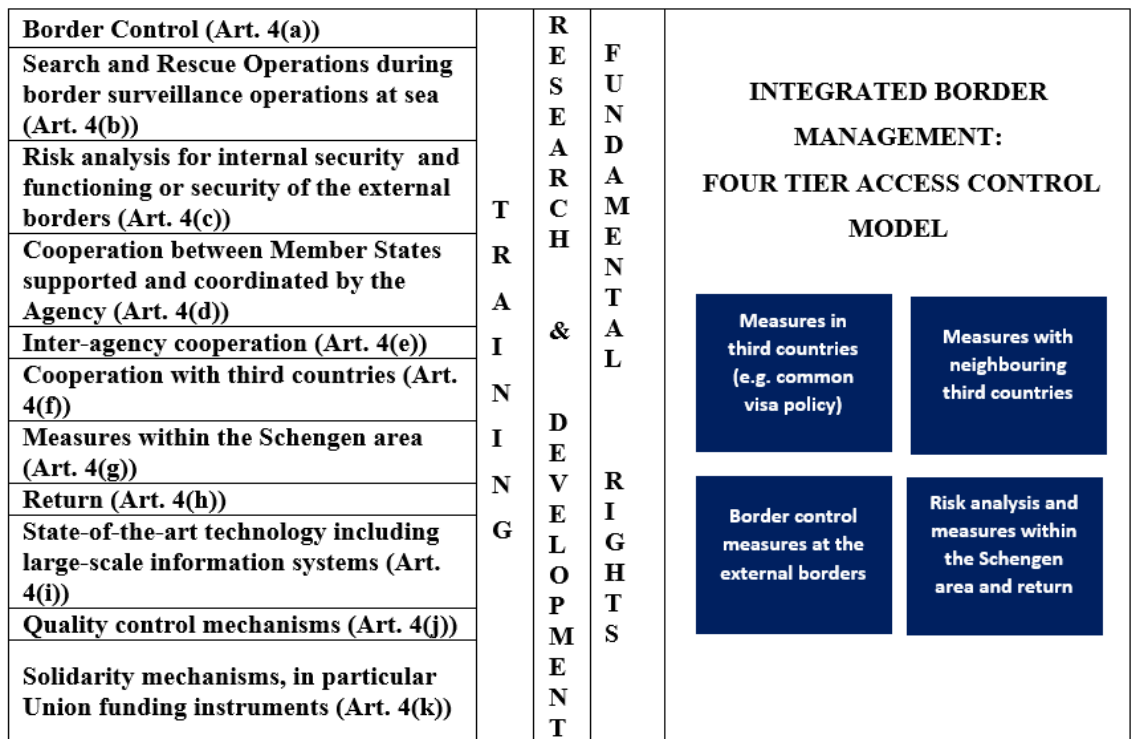 Border Control (Art. 4(a))
Search and Rescue Operations during
border surveillance operations at sea
(Art. 4(b))
Risk analysis for internal security and
functioning or security of the external
borders (Art. 4(c))
Cooperation between Member States
supported and coordinated by the
Agency (Art. 4(d))
Inter-agency cooperation (Art. 4(e))
Cooperation with third countries (Art.
4(f))
Measures within the Schengen area
(Art. 4(g))
Return (Art. 4(h))
State-of-the-art technology including
large-scale information systems (Art.
4(i))
Quality control mechanisms (Art. 4(j))
Solidarity mechanisms, in particular
Union funding instruments (Art. 4(k))
TRAINING
RESEARCH & DEVELOPMENT
FUNDAMENTAL RIGHTS
INTEGRATED BORDER
MANAGEMENT:
FOUR TIER ACCESS CONTROL
MODEL
Measures in
third countries
(e.g. common
visa policy)
Measures with
neighbouring
third countries
Border control
measures at the
external borders
Risk analysis and
measures within
the Schengen
area and return